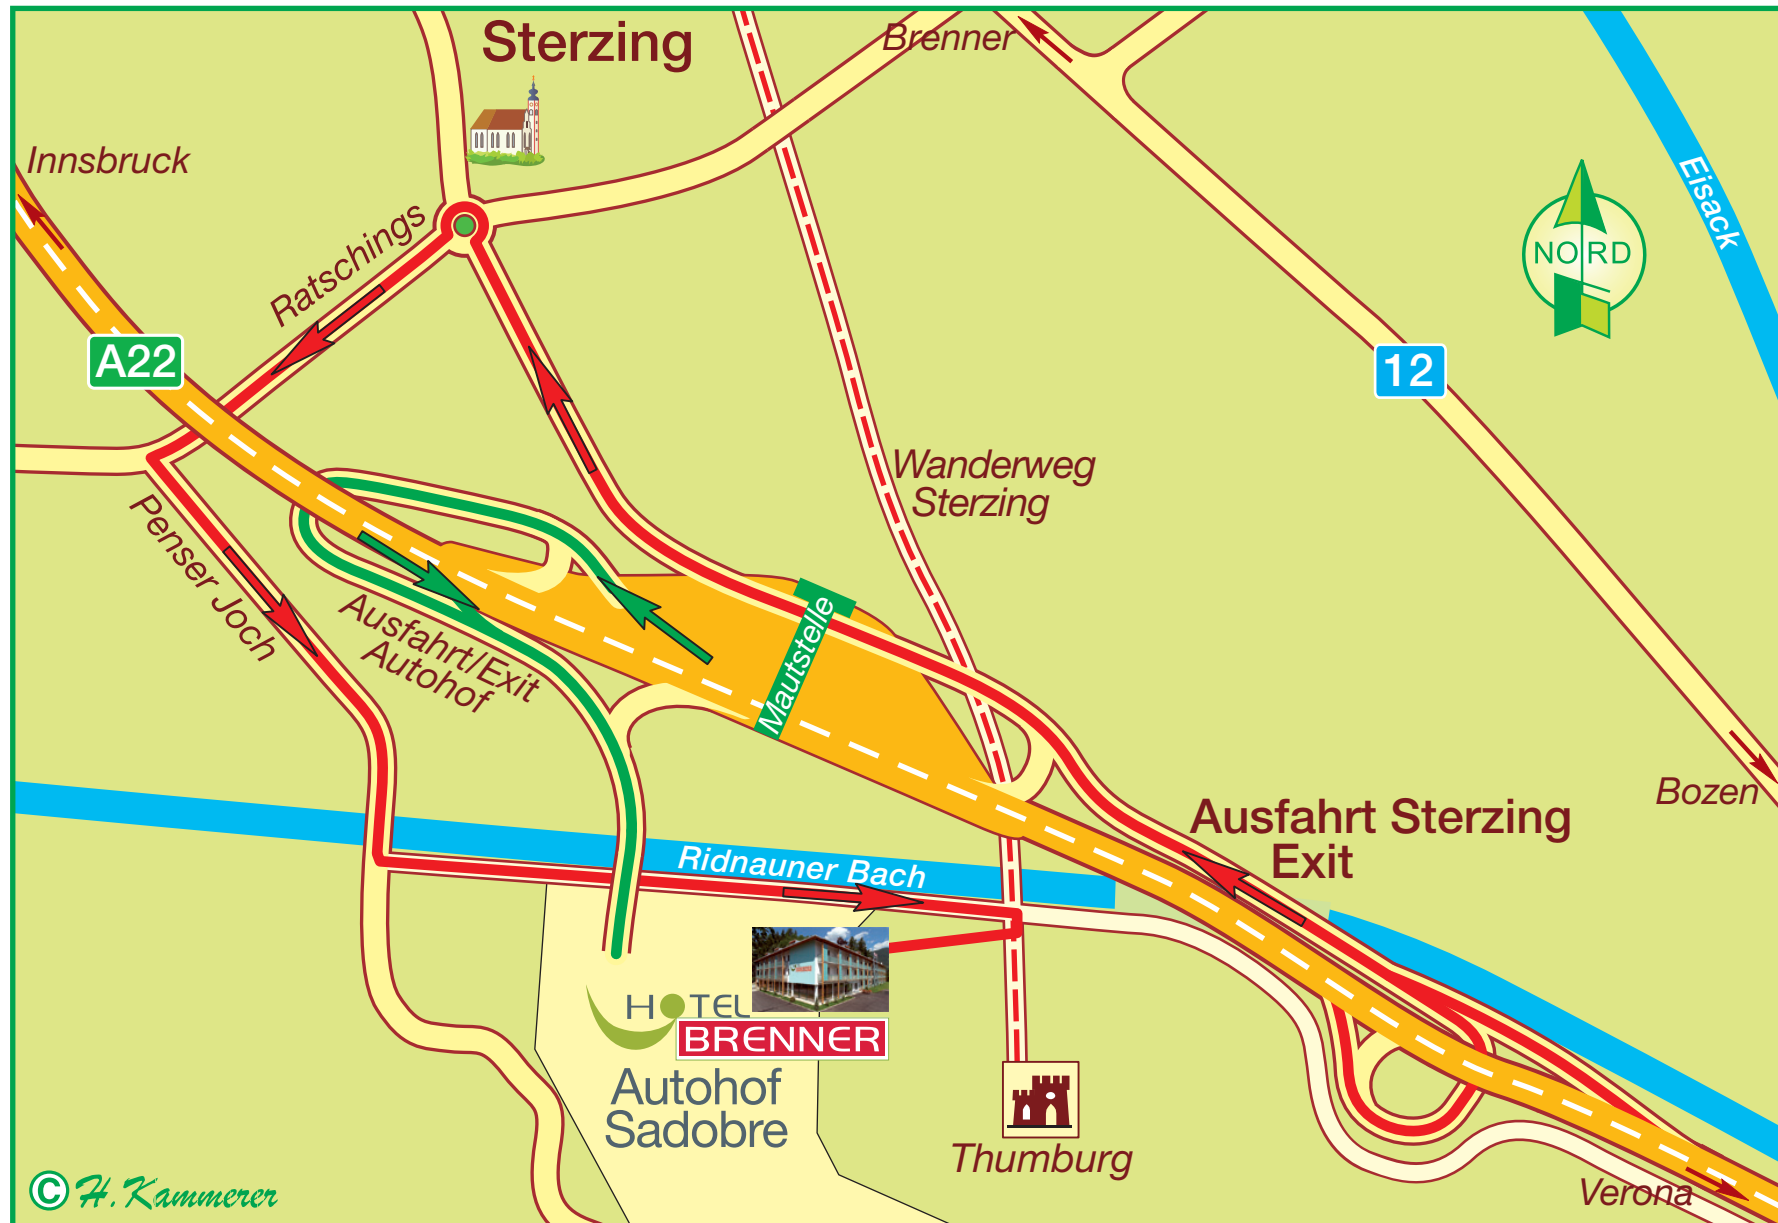 Sterzing
Brenner
Innsbruck
Eisack
Ratschings
NORD
A22
12
Wanderweg
Sterzing
Penser Joch
Ausfahrt/Exit
Autohof
Mautstelle
Bozen
Ausfahrt Sterzing
Exit
Ridnauner Bach
HOTEL
BRENNER
Autohof
Sadobre
Thumburg
Verona
© H. Kammerer